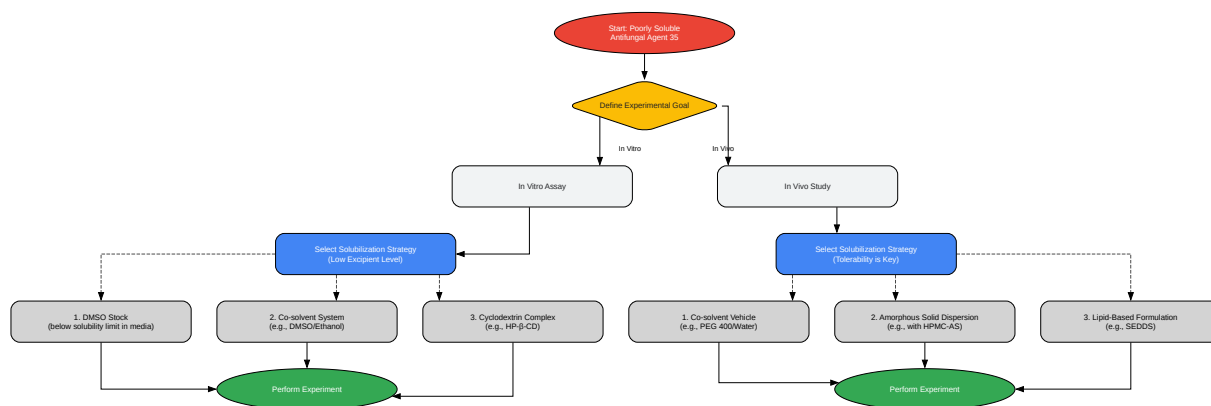 Start: Poorly Soluble
Antifungal Agent 35
Define Experimental Goal
In Vitro
In Vivo
In Vitro Assay
In Vivo Study
Select Solubilization Strategy
(Low Excipient Level)
Select Solubilization Strategy
(Tolerability is Key)
1. DMSO Stock
(below solubility limit in media)
2. Co-solvent System
(e.g., DMSO/Ethanol)
3. Cyclodextrin Complex
(e.g., HP-β-CD)
1. Co-solvent Vehicle
(e.g., PEG 400/Water)
2. Amorphous Solid Dispersion
(e.g., with HPMC-AS)
3. Lipid-Based Formulation
(e.g., SEDDS)
Perform Experiment
Perform Experiment